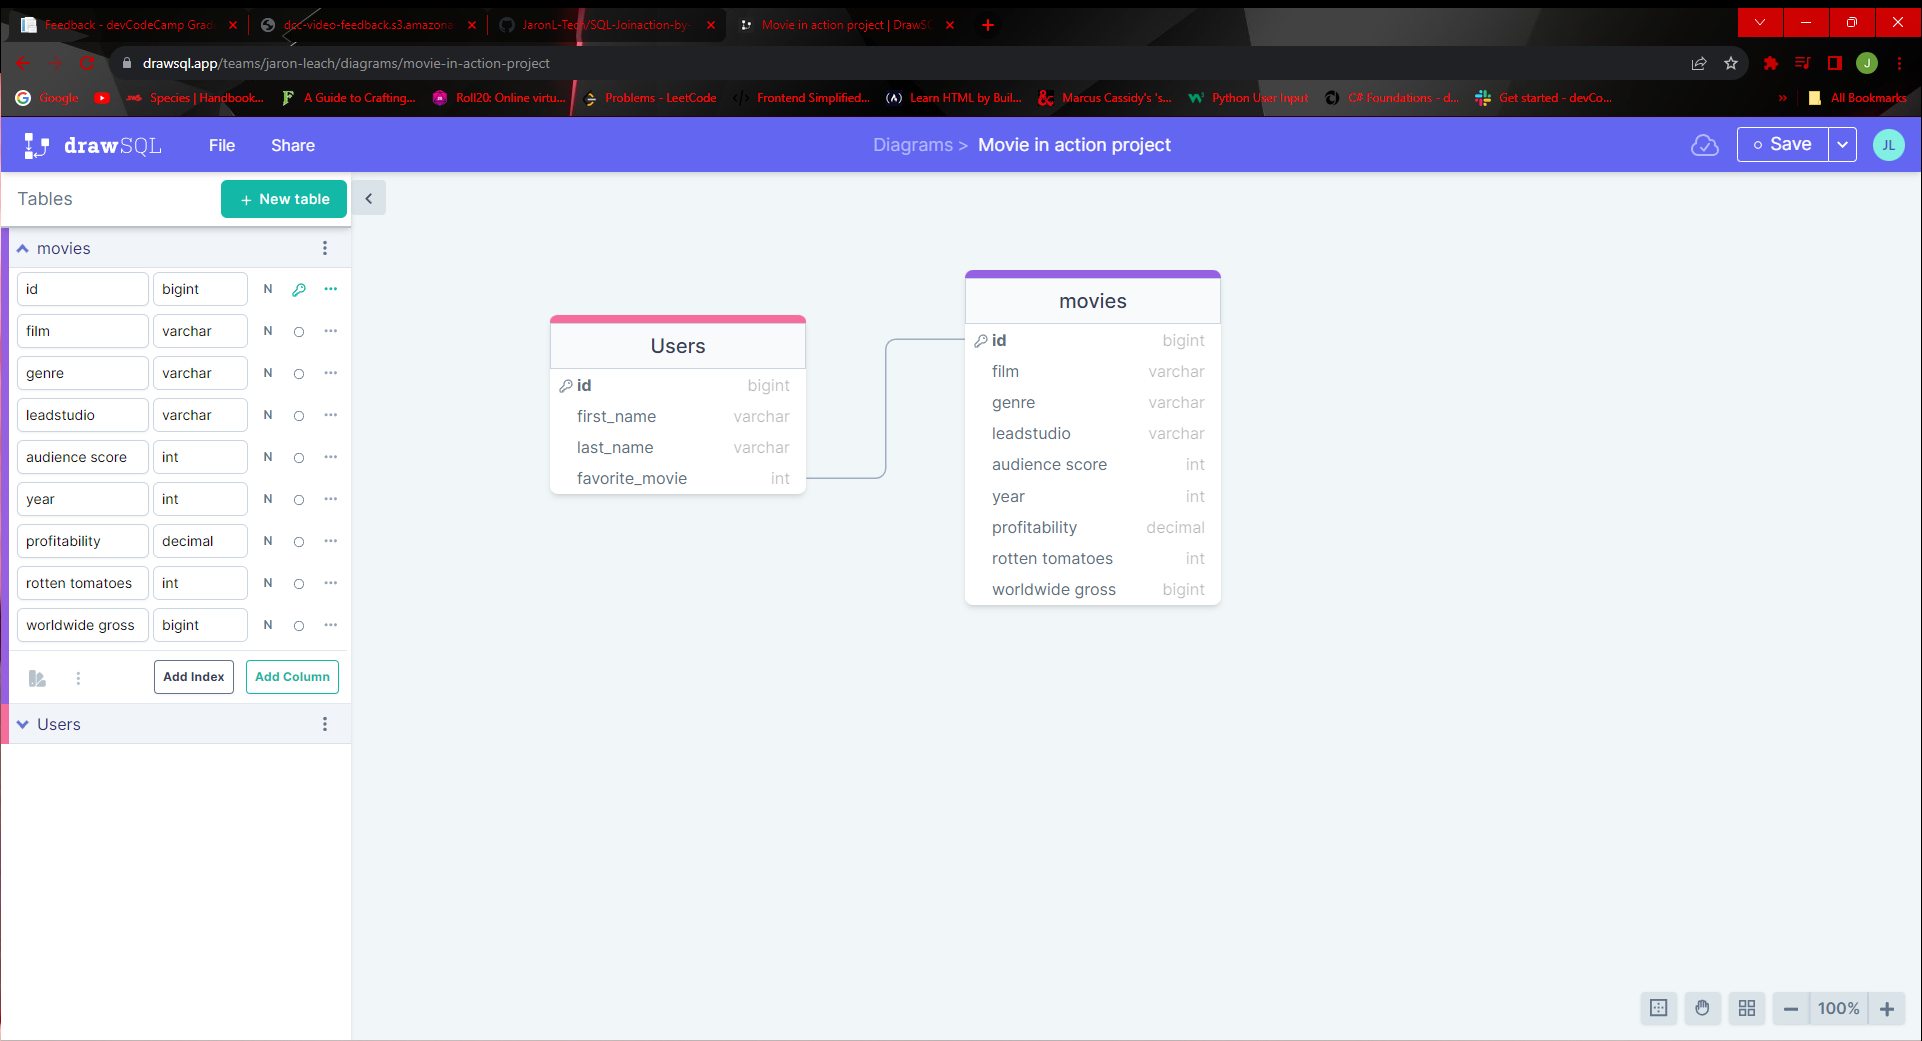 Feedback - devCodeCamp Grad
dcc-video-feedback.s3.amazona
JaronL-Tech/SQL-Joinaction-by-
Movie in action project | DrawSQ
drawsql.app/teams/jaron-leach/diagrams/movie-in-action-project
J
Google
Species | Handbook...
A Guide to Crafting...
Roll20: Online virtu...
Problems - LeetCode
Frontend Simplified...
Learn HTML by Buil...
Marcus Cassidy's 's...
Python User Input
C# Foundations - d...
Get started - devCo...
All Bookmarks
drawSQL
File
Share
Diagrams > Movie in action project
Save
JL
Tables
+ New table
movies
id bigint N
film varchar N
genre varchar N
leadstudio varchar N
audience score int N
year int N
profitability decimal N
rotten tomatoes int N
worldwide gross bigint N
Add Index
Add Column
Users
Users
id bigint
first_name varchar
last_name varchar
favorite_movie int
movies
id bigint
film varchar
genre varchar
leadstudio varchar
audience score int
year int
profitability decimal
rotten tomatoes int
worldwide gross bigint
100%